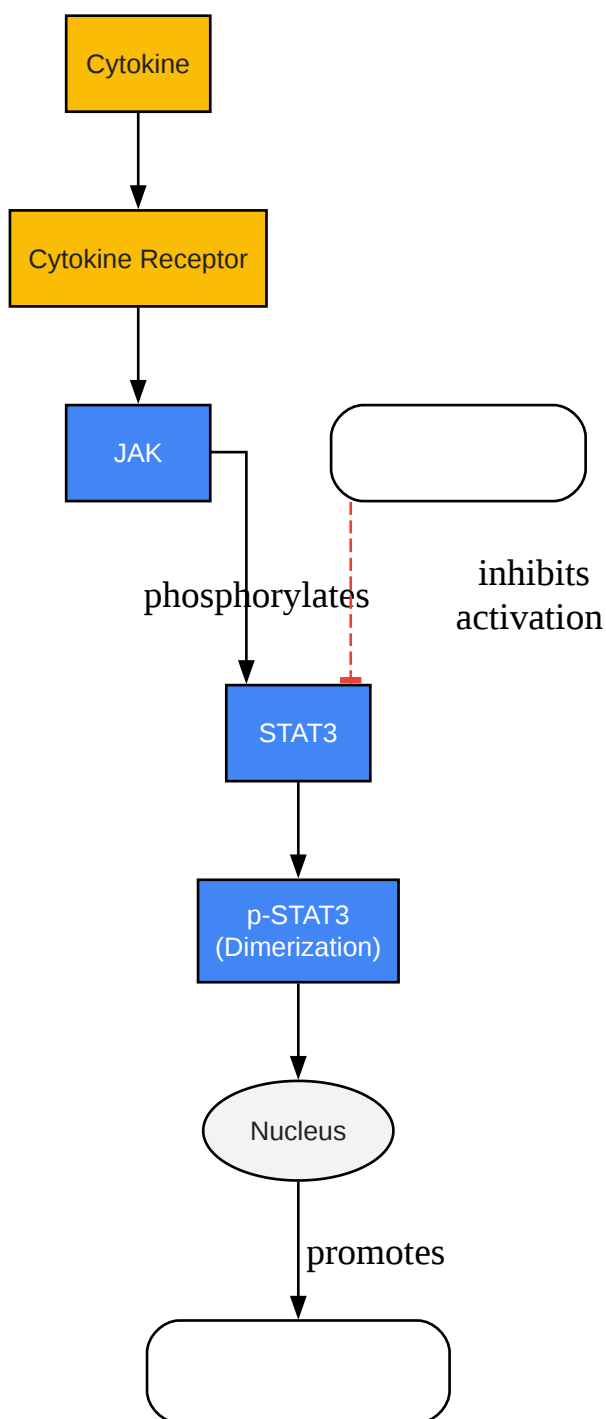 Cytokine
Cytokine Receptor
JAK
phosphorylates
inhibits
activation
STAT3
p-STAT3
(Dimerization)
Nucleus
promotes